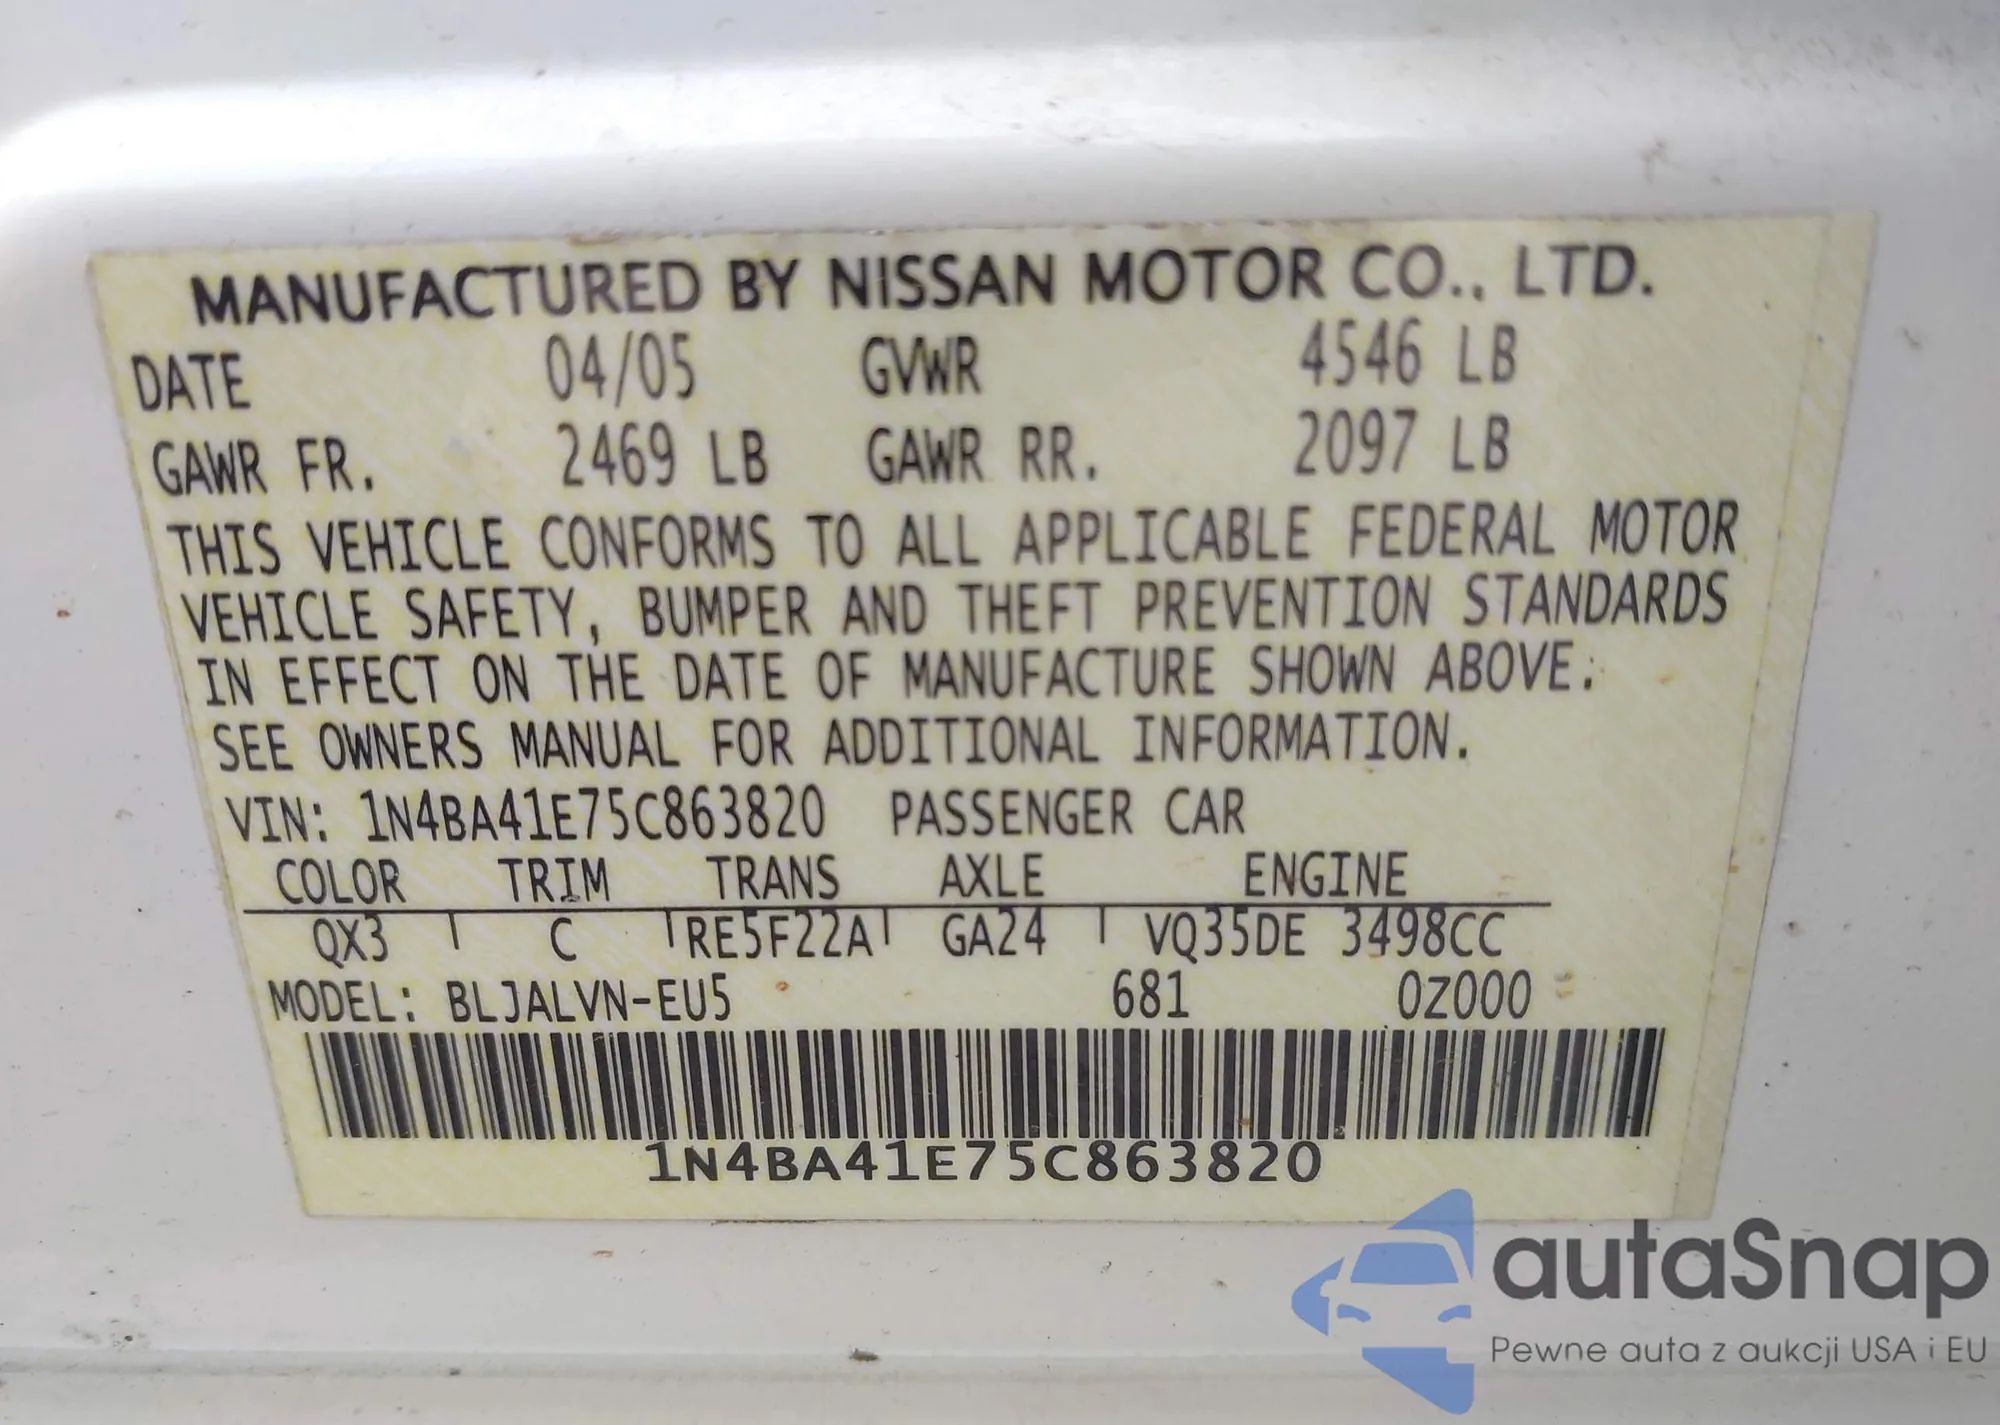 MANUFACTURED BY NISSAN MOTOR CO., LTD.
DATE 04/05 GVWR 4546 LB
GAWR FR. 2469 LB GAWR RR. 2097 LB
THIS VEHICLE CONFORMS TO ALL APPLICABLE FEDERAL MOTOR
VEHICLE SAFETY, BUMPER AND THEFT PREVENTION STANDARDS
IN EFFECT ON THE DATE OF MANUFACTURE SHOWN ABOVE:
SEE OWNERS MANUAL FOR ADDITIONAL INFORMATION.
VIN: 1N4BA41E75C863820 PASSENGER CAR
COLOR TRIM TRANS AXLE ENGINE
QX3 C RE5F22A GA24 VQ35DE 3498CC
MODEL: BLJALVN-EU5 681 0Z000
1N4BA41E75C863820
autaSnap
Pewne auta z aukcji USA i EU